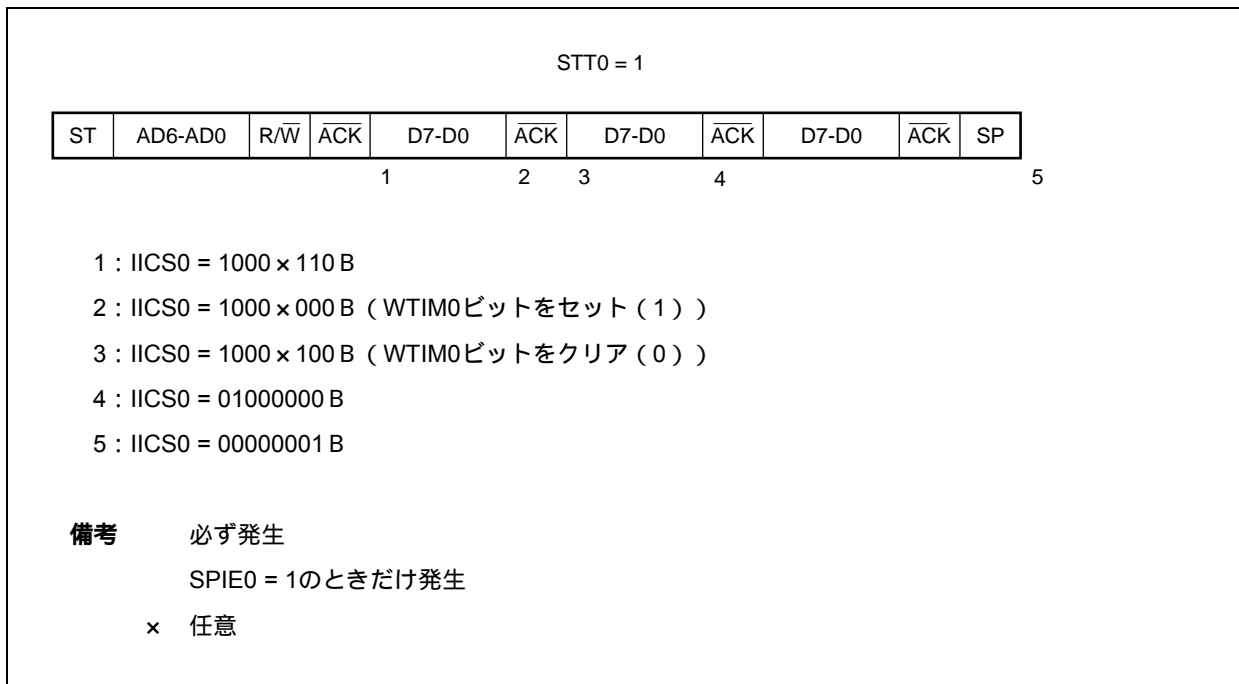 STT0 = 1
ST AD6-AD0 R/W̅ A̅C̅K̅ D7-D0 A̅C̅K̅ D7-D0 A̅C̅K̅ D7-D0 A̅C̅K̅ SP
1 2 3 4 5
1 : IICS0 = 1000×110 B
2 : IICS0 = 1000×000 B（WTIM0ビットをセット（1））
3 : IICS0 = 1000×100 B（WTIM0ビットをクリア（0））
4 : IICS0 = 01000000 B
5 : IICS0 = 00000001 B
備考 必ず発生
SPIE0 = 1のときだけ発生
× 任意